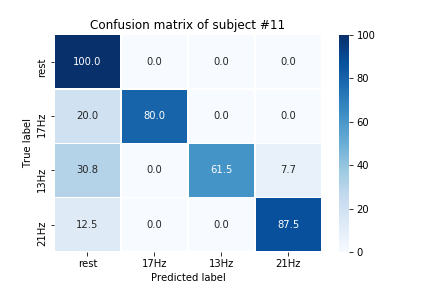 Confusion matrix of subject #11
True label
rest 100.0 0.0 0.0 0.0
17Hz 20.0 80.0 0.0 0.0
13Hz 30.8 0.0 61.5 7.7
21Hz 12.5 0.0 0.0 87.5
rest 17Hz 13Hz 21Hz
Predicted label
100
80
60
40
20
0